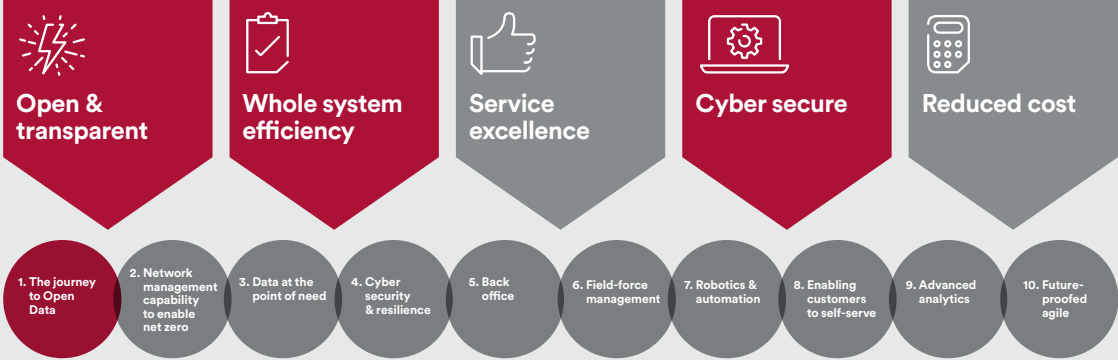 Open &
transparent
Whole system
efficiency
Service
excellence
Cyber secure
Reduced cost
1. The journey
to Open
Data
2. Network
management
capability
to enable
net zero
3. Data at the
point of need
4. Cyber
security
& resilience
5. Back
office
6. Field-force
management
7. Robotics &
automation
8. Enabling
customers
to self-serve
9. Advanced
analytics
10. Future-
proofed
agile